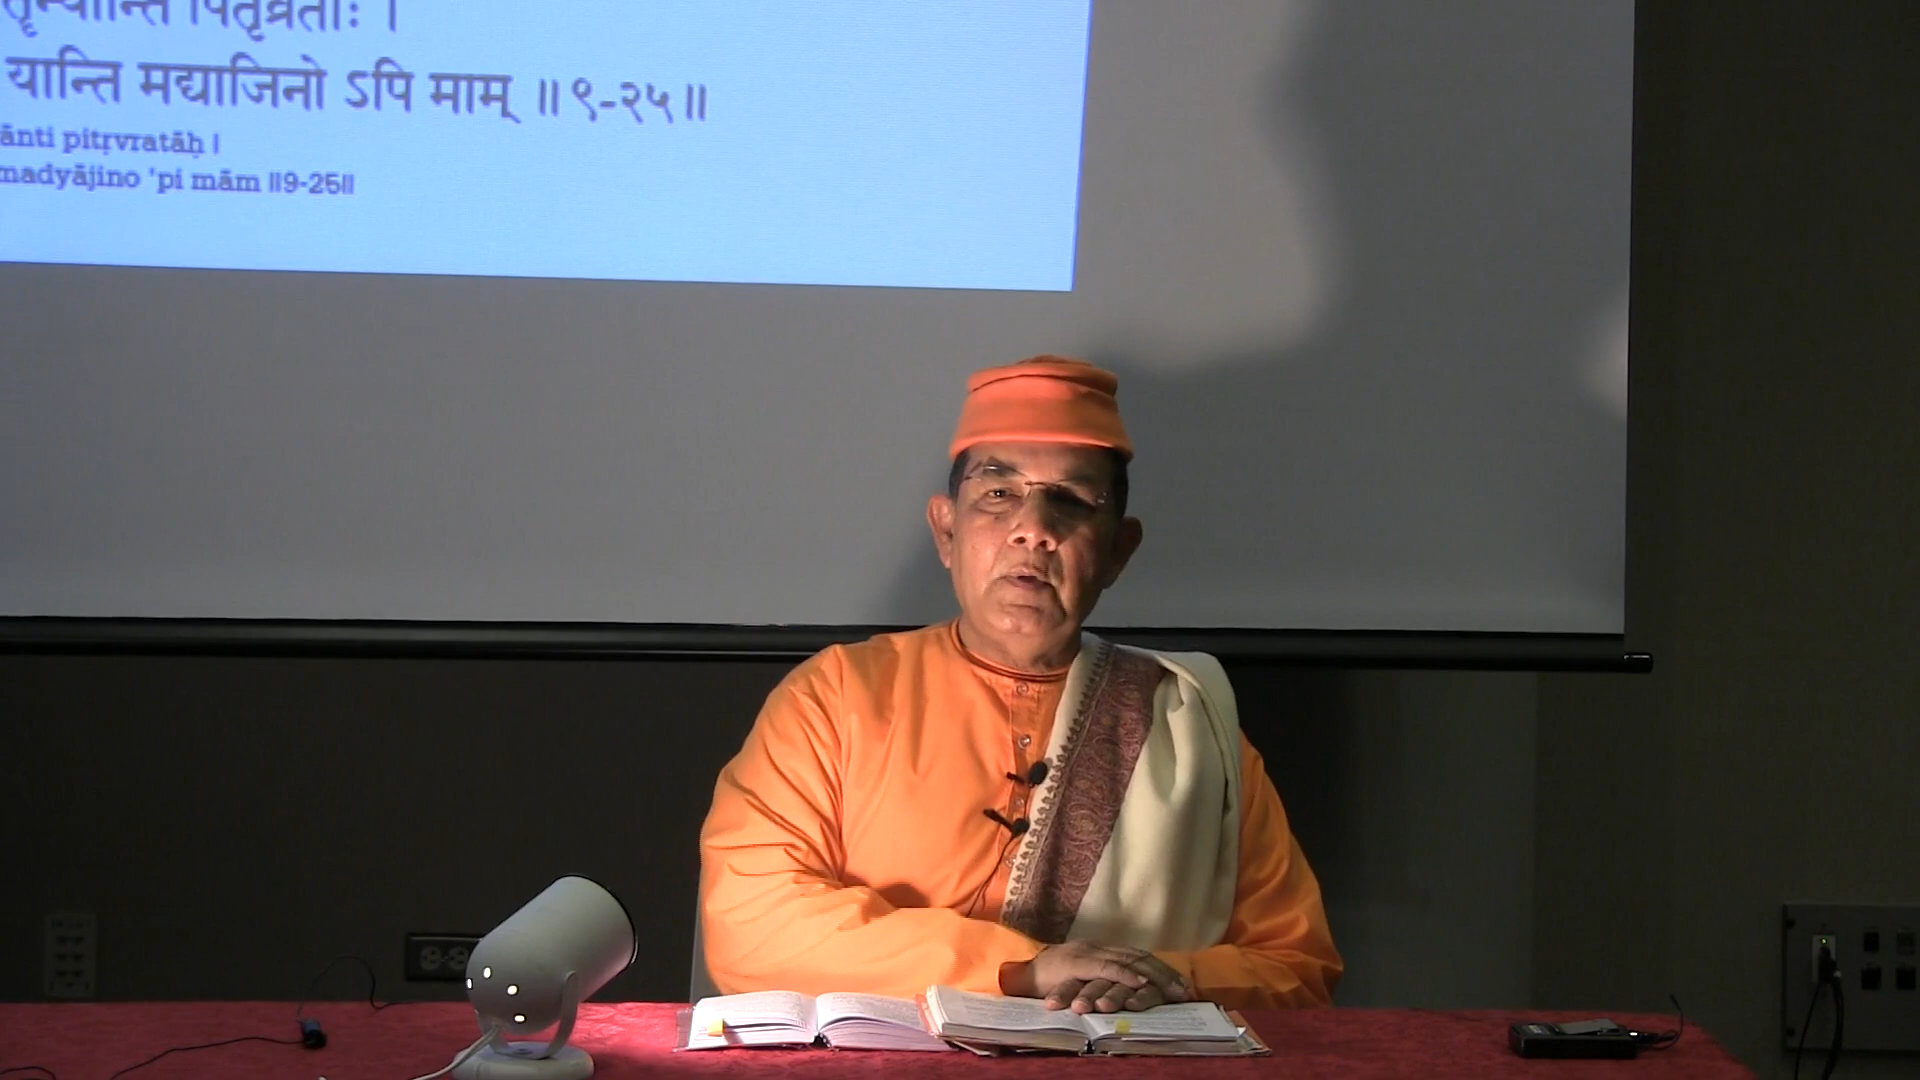 पितृव्रताः ।
यान्ति मद्याजिनो ऽपि माम् ॥९-२५॥
ānti pitṛvratāḥ ।
madyājino 'pi mām ॥9-25॥